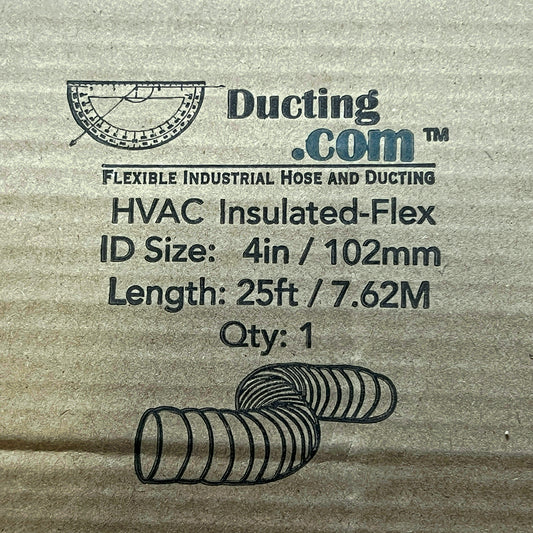 Ducting
.com™
FLEXIBLE INDUSTRIAL HOSE AND DUCTING
HVAC Insulated-Flex
ID Size: 4in / 102mm
Length: 25ft / 7.62M
Qty: 1